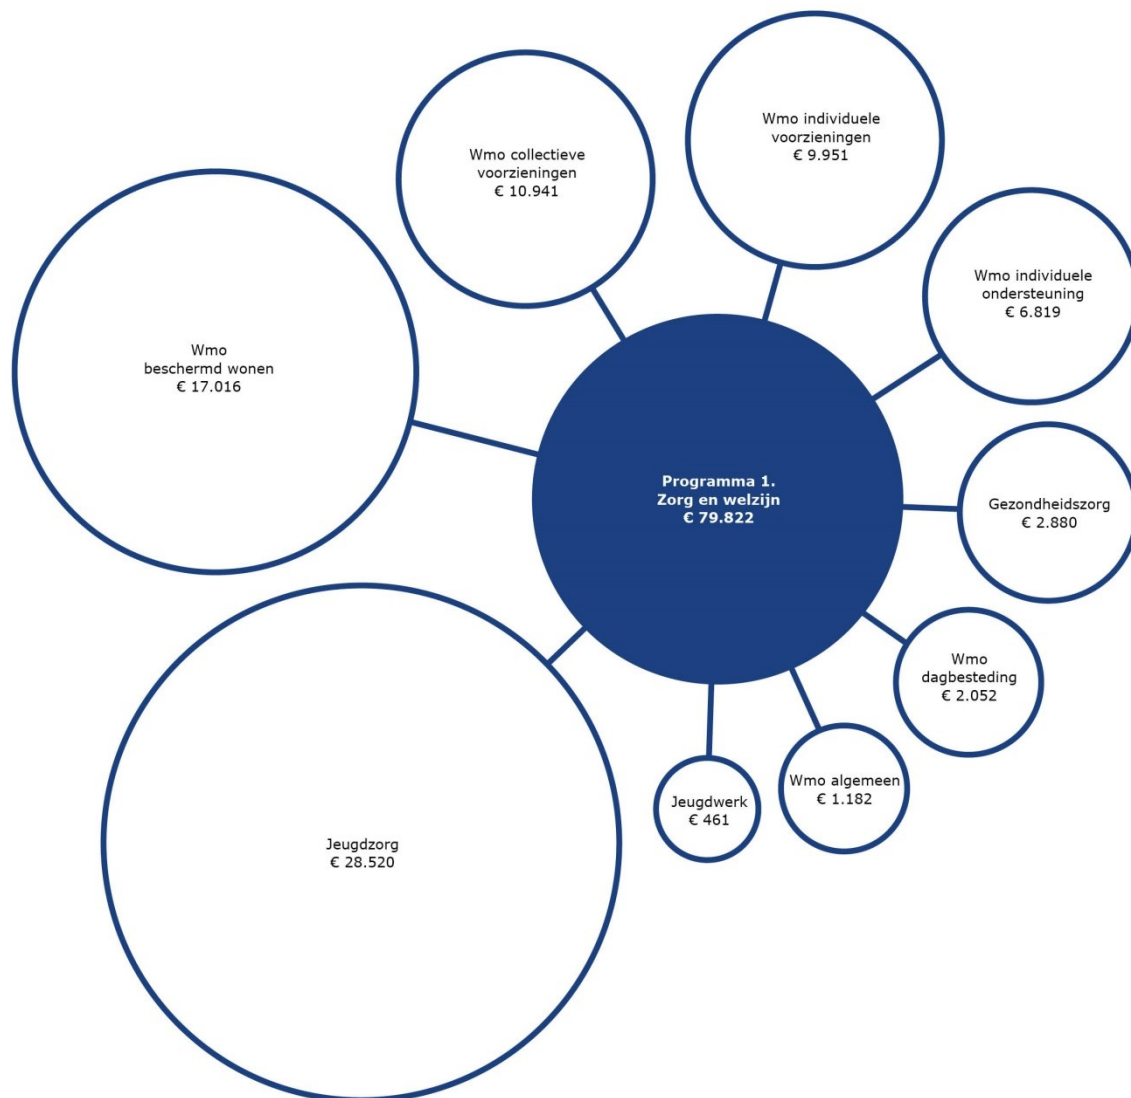 Wmo individuele
voorzieningen
€ 9.951
Wmo collectieve
voorzieningen
€ 10.941
Wmo individuele
ondersteuning
€ 6.819
Wmo
beschermd wonen
€ 17.016
Programma 1.
Zorg en welzijn
€ 79.822
Gezondheidszorg
€ 2.880
Wmo
dagbesteding
€ 2.052
Wmo algemeen
€ 1.182
Jeugdwerk
€ 461
Jeugdzorg
€ 28.520